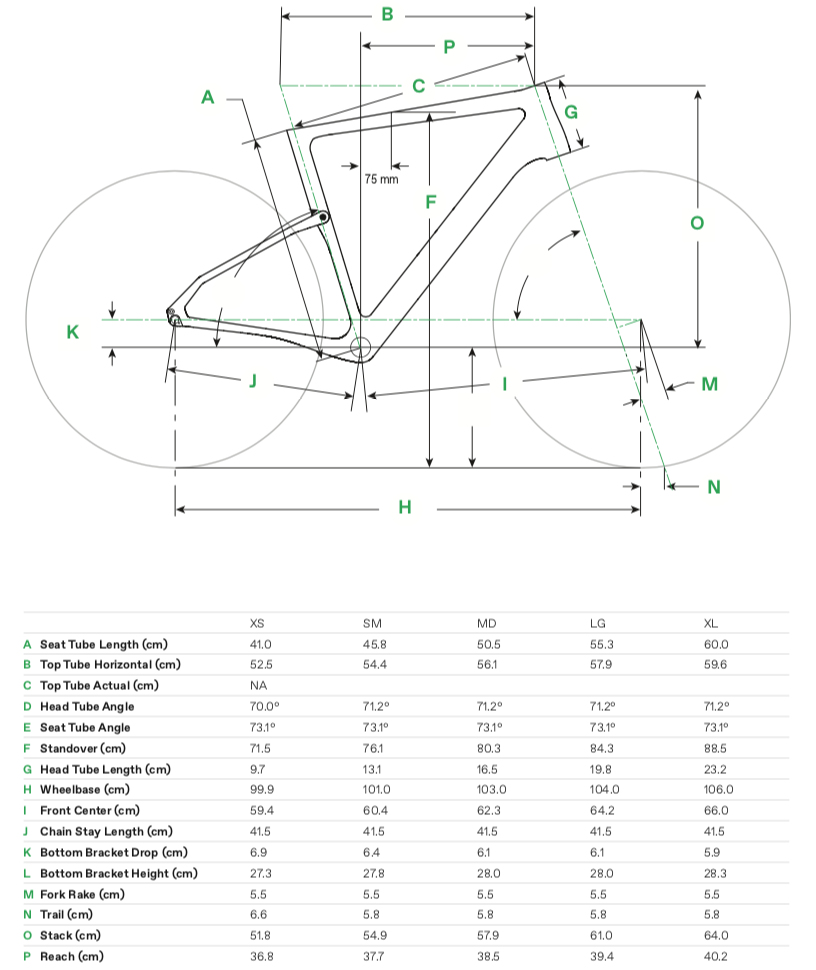 B
P
C
A
G
75 mm
F
O
K
J
I
M
N
H
XS SM MD LG XL
A Seat Tube Length (cm) 41.0 45.8 50.5 55.3 60.0
B Top Tube Horizontal (cm) 52.5 54.4 56.1 57.9 59.6
C Top Tube Actual (cm) NA
D Head Tube Angle 70.0º 71.2º 71.2º 71.2º 71.2º
E Seat Tube Angle 73.1º 73.1º 73.1º 73.1º 73.1º
F Standover (cm) 71.5 76.1 80.3 84.3 88.5
G Head Tube Length (cm) 9.7 13.1 16.5 19.8 23.2
H Wheelbase (cm) 99.9 101.0 103.0 104.0 106.0
I Front Center (cm) 59.4 60.4 62.3 64.2 66.0
J Chain Stay Length (cm) 41.5 41.5 41.5 41.5 41.5
K Bottom Bracket Drop (cm) 6.9 6.4 6.1 6.1 5.9
L Bottom Bracket Height (cm) 27.3 27.8 28.0 28.0 28.3
M Fork Rake (cm) 5.5 5.5 5.5 5.5 5.5
N Trail (cm) 6.6 5.8 5.8 5.8 5.8
O Stack (cm) 51.8 54.9 57.9 61.0 64.0
P Reach (cm) 36.8 37.7 38.5 39.4 40.2